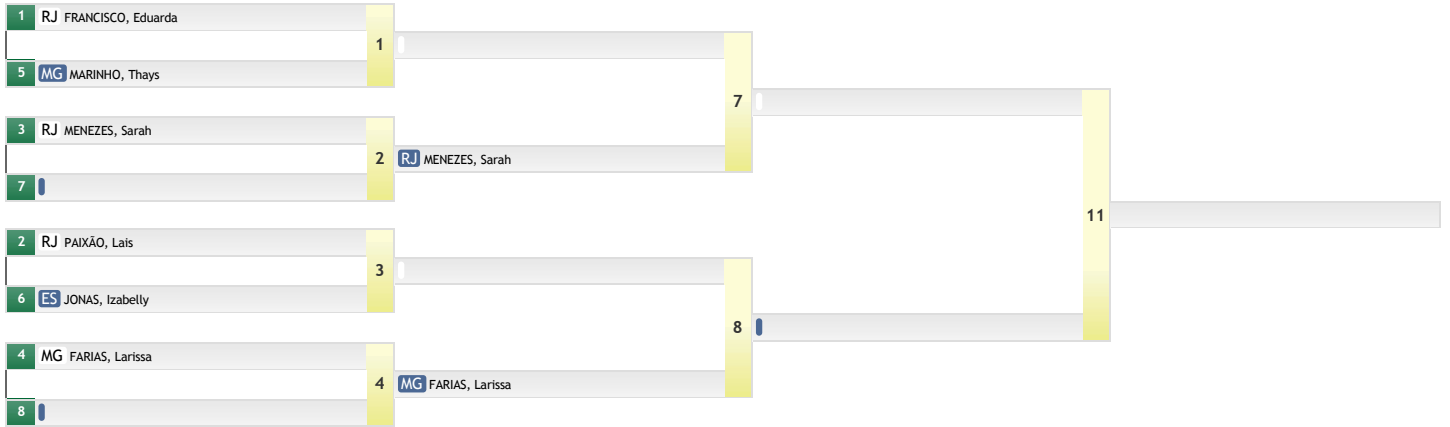 1 RJ FRANCISCO, Eduarda
1
5 MG MARINHO, Thays
7
3 RJ MENEZES, Sarah
2 RJ MENEZES, Sarah
7
11
2 RJ PAIXÃO, Lais
3
6 ES JONAS, Izabelly
8
4 MG FARIAS, Larissa
4 MG FARIAS, Larissa
8